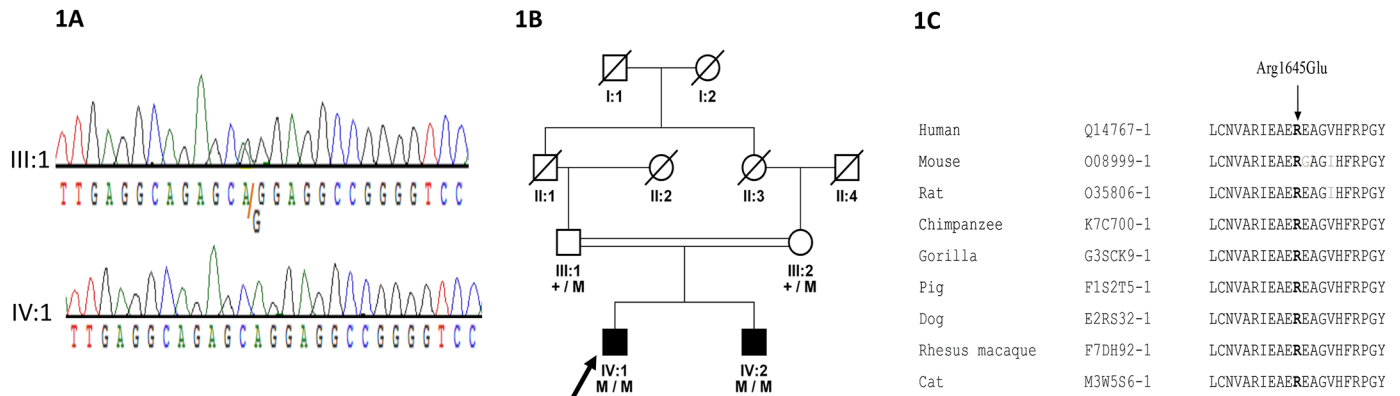 1A
III:1
TTGAGGCAGAGCA/GGAGGCCGGGGTCC
G
IV:1
TTGAGGCAGAGCAGGAGGCCGGGGTCC
1B
I:1 I:2
II:1 II:2 II:3 II:4
III:1 III:2
+ / M + / M
IV:1 IV:2
M / M M / M
1C
Arg1645Glu
Human Q14767-1 LCNVARIEAEREAGVHFRPGY
Mouse O08999-1 LCNVARIEAERGAGIHFRPGY
Rat O35806-1 LCNVARIEAEREAGIHFRPGY
Chimpanzee K7C700-1 LCNVARIEAEREAGVHFRPGY
Gorilla G3SCK9-1 LCNVARIEAEREAGVHFRPGY
Pig F1S2T5-1 LCNVARIEAEREAGVHFRPGY
Dog E2RS32-1 LCNVARIEAEREAGVHFRPGY
Rhesus macaque F7DH92-1 LCNVARIEAEREAGVHFRPGY
Cat M3W5S6-1 LCNVARIEAEREAGVHFRPGY